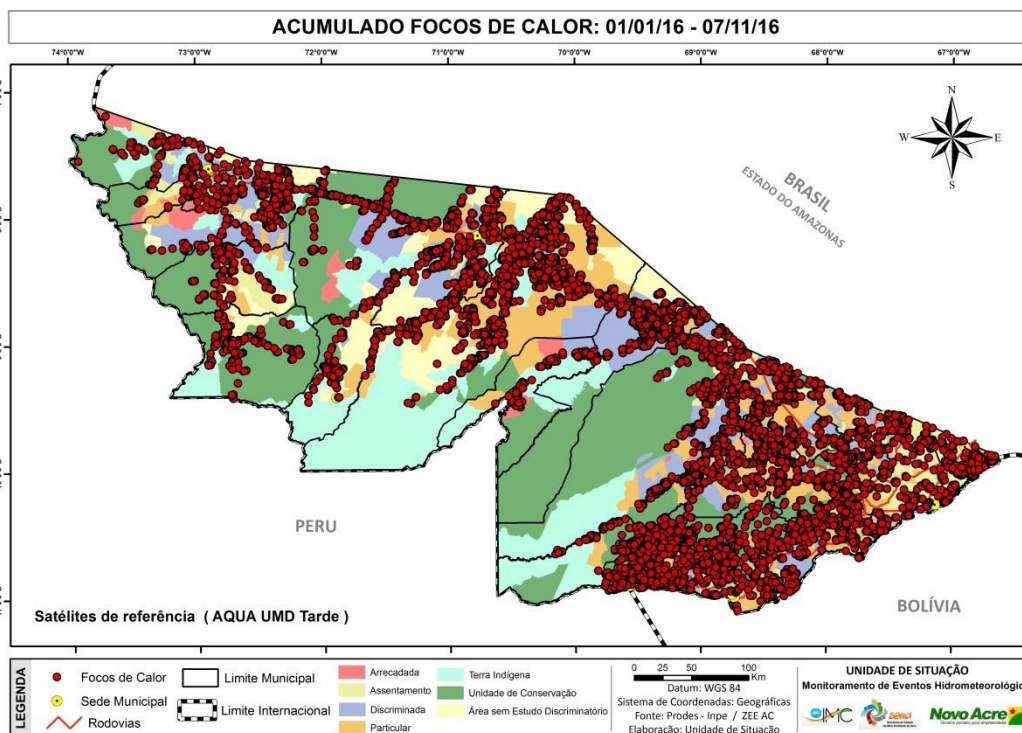 ACUMULADO FOCOS DE CALOR: 01/01/16 - 07/11/16
74°0'0"W 73°0'0"W 72°0'0"W 71°0'0"W 70°0'0"W 69°0'0"W 68°0'0"W 67°0'0"W
N
W E
S
BRASIL
ESTADO DO AMAZONAS
PERU
BOLÍVIA
Satélites de referência ( AQUA UMD Tarde )
LEGENDA
Focos de Calor
Sede Municipal
Rodovias
Limite Municipal
Limite Internacional
Arrecadada
Assentamento
Discriminada
Particular
Terra Indígena
Unidade de Conservação
Área sem Estudo Discriminatório
0 25 50 100
Km
Datum: WGS 84
Sistema de Coordenadas: Geográficas
Fonte: Prodes - Inpe / ZEE AC
Elaboração: Unidade de Situação
UNIDADE DE SITUAÇÃO
Monitoramento de Eventos Hidrometeorológic
IMC
sema
Novo Acre